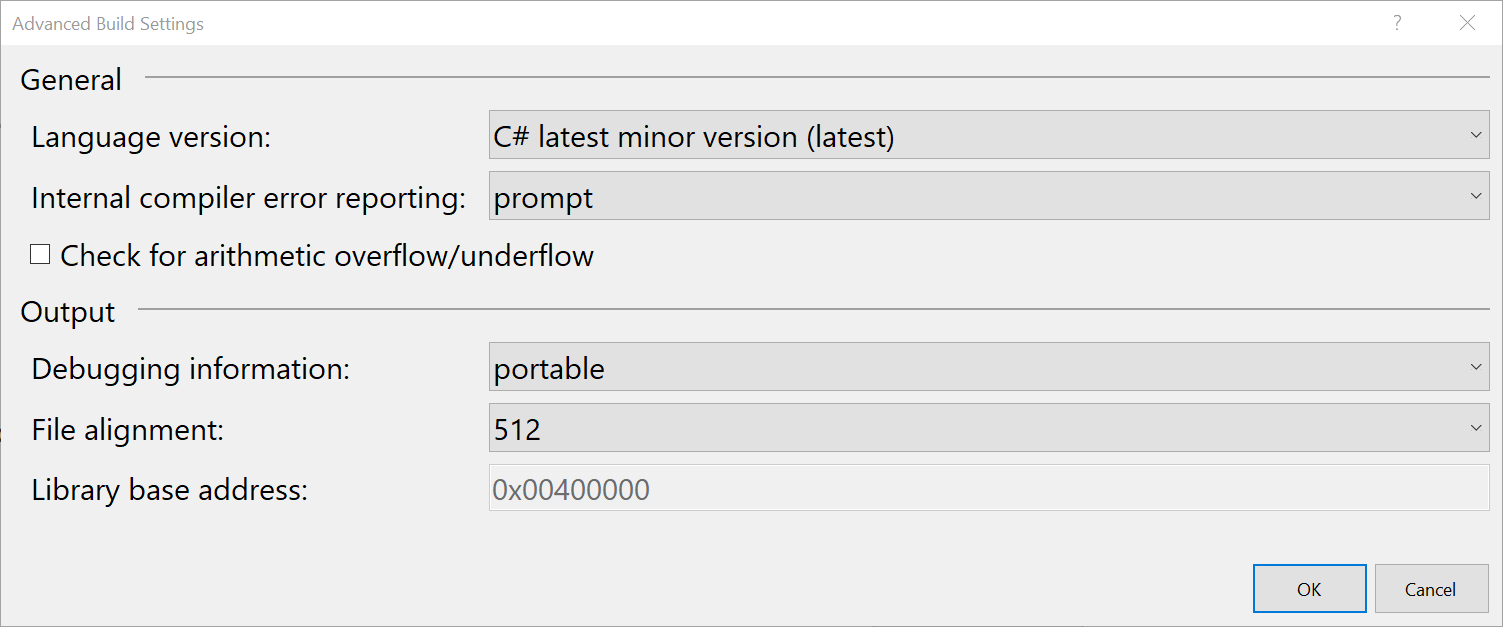 Advanced Build Settings
General
Language version: C# latest minor version (latest)
Internal compiler error reporting: prompt
Check for arithmetic overflow/underflow
Output
Debugging information: portable
File alignment: 512
Library base address: 0x00400000
OK Cancel